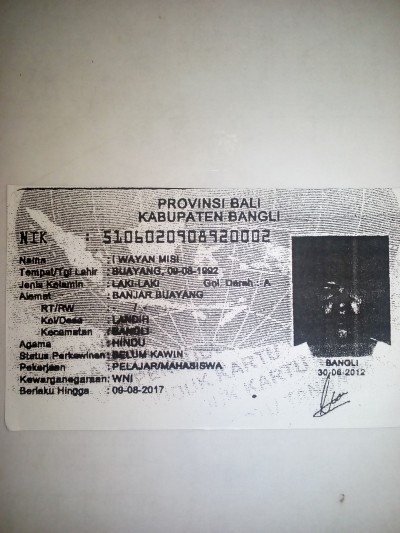 PROVINSI BALI
KABUPATEN BANGLI
NIK : 5106020908920002
Nama : I WAYAN MISI
Tempat/Tgl Lahir : BUAYANG, 09-08-1992
Jenis Kelamin : LAKI-LAKI Gol Darah : A
Alamat : BANJAR BUAYANG
RT/RW :
Kel/Desa : LANDIH
Kecamatan : BANGLI
Agama : HINDU
Status Perkawinan : BELUM KAWIN
Pekerjaan : PELAJAR/MAHASISWA
Kewarganegaraan : WNI
Berlaku Hingga : 09-08-2017
BANGLI
30-06-2012